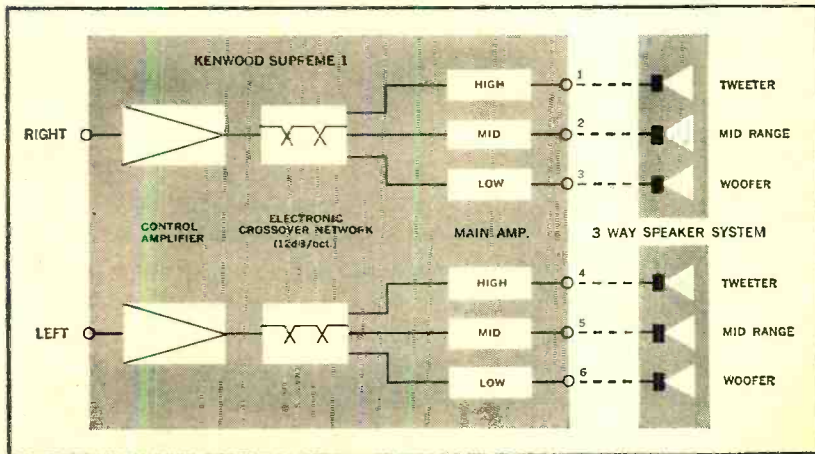 KENWOOD SUPREME 1
RIGHT
HIGH
1
TWEETER
MID
2
MID RANGE
LOW
3
WOOFER
CONTROL
AMPLIFIER
ELECTRONIC
CROSSOVER NETWORK
(12dB/oct.)
MAIN AMP.
3 WAY SPEAKER SYSTEM
LEFT
HIGH
4
TWEETER
MID
5
MID RANGE
LOW
6
WOOFER